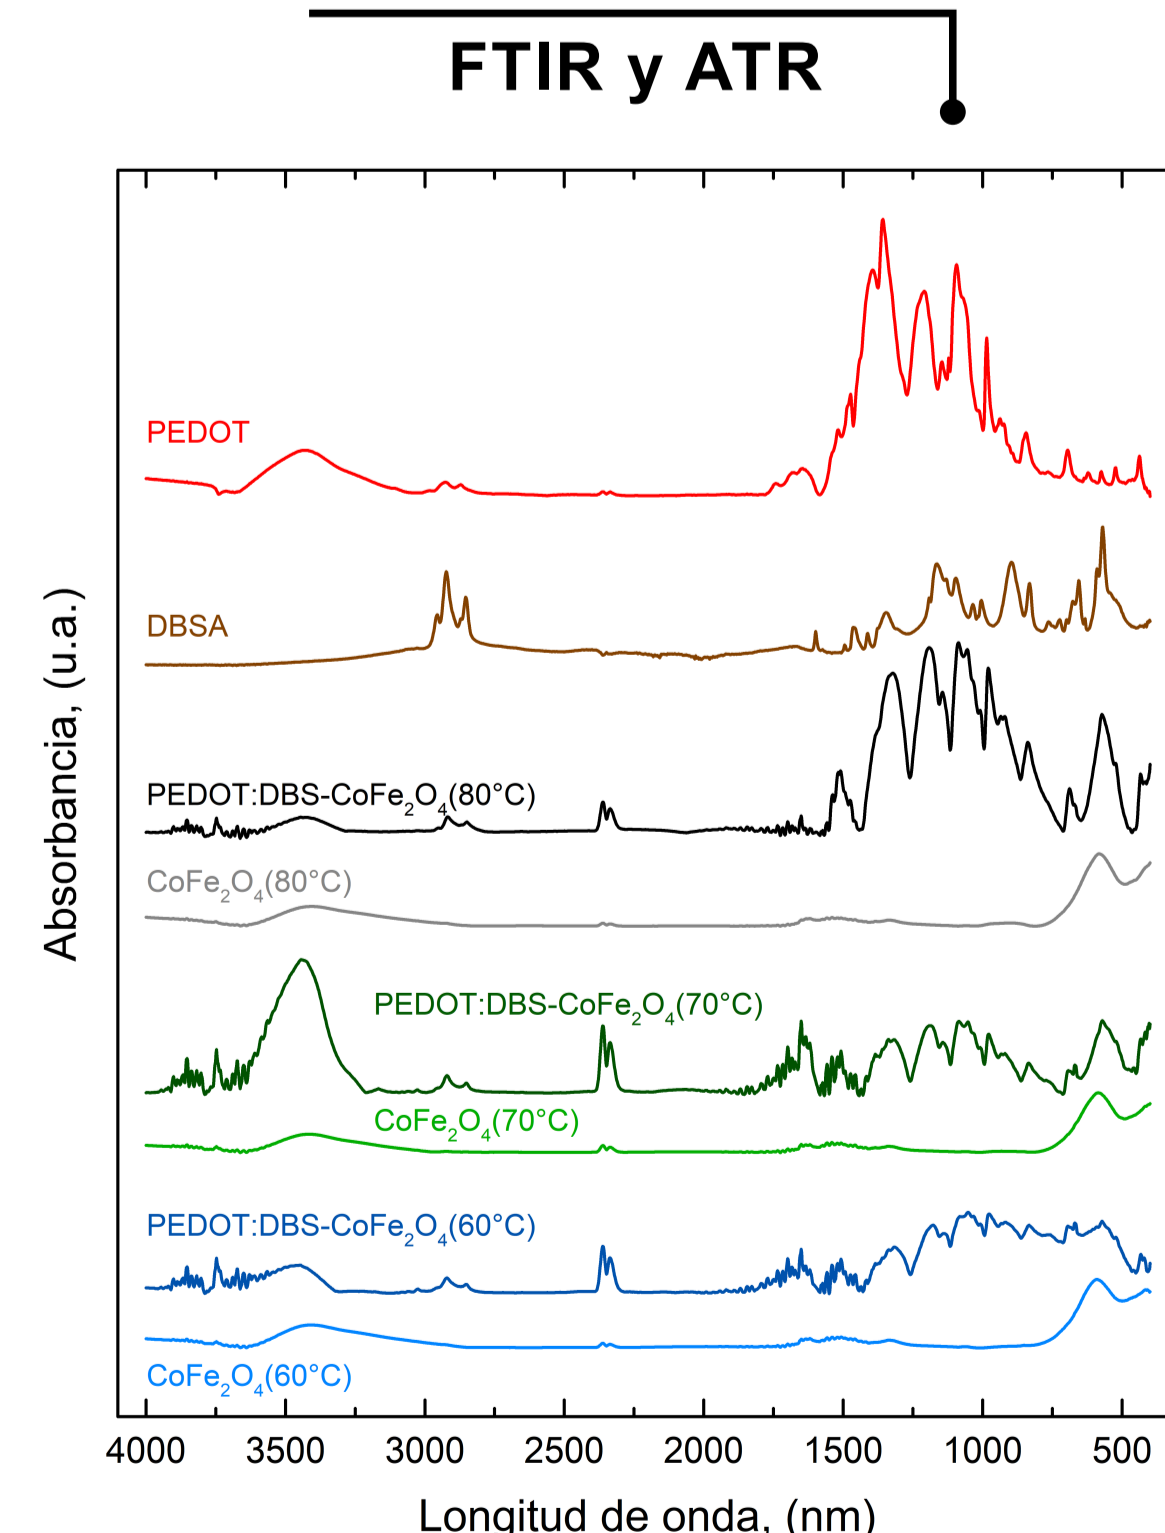 FTIR y ATR
PEDOT
DBSA
PEDOT:DBS-CoFe₂O₄(80°C)
CoFe₂O₄(80°C)
PEDOT:DBS-CoFe₂O₄(70°C)
CoFe₂O₄(70°C)
PEDOT:DBS-CoFe₂O₄(60°C)
CoFe₂O₄(60°C)
Absorbancia, (u.a.)
4000 3500 3000 2500 2000 1500 1000 500
Longitud de onda, (nm)